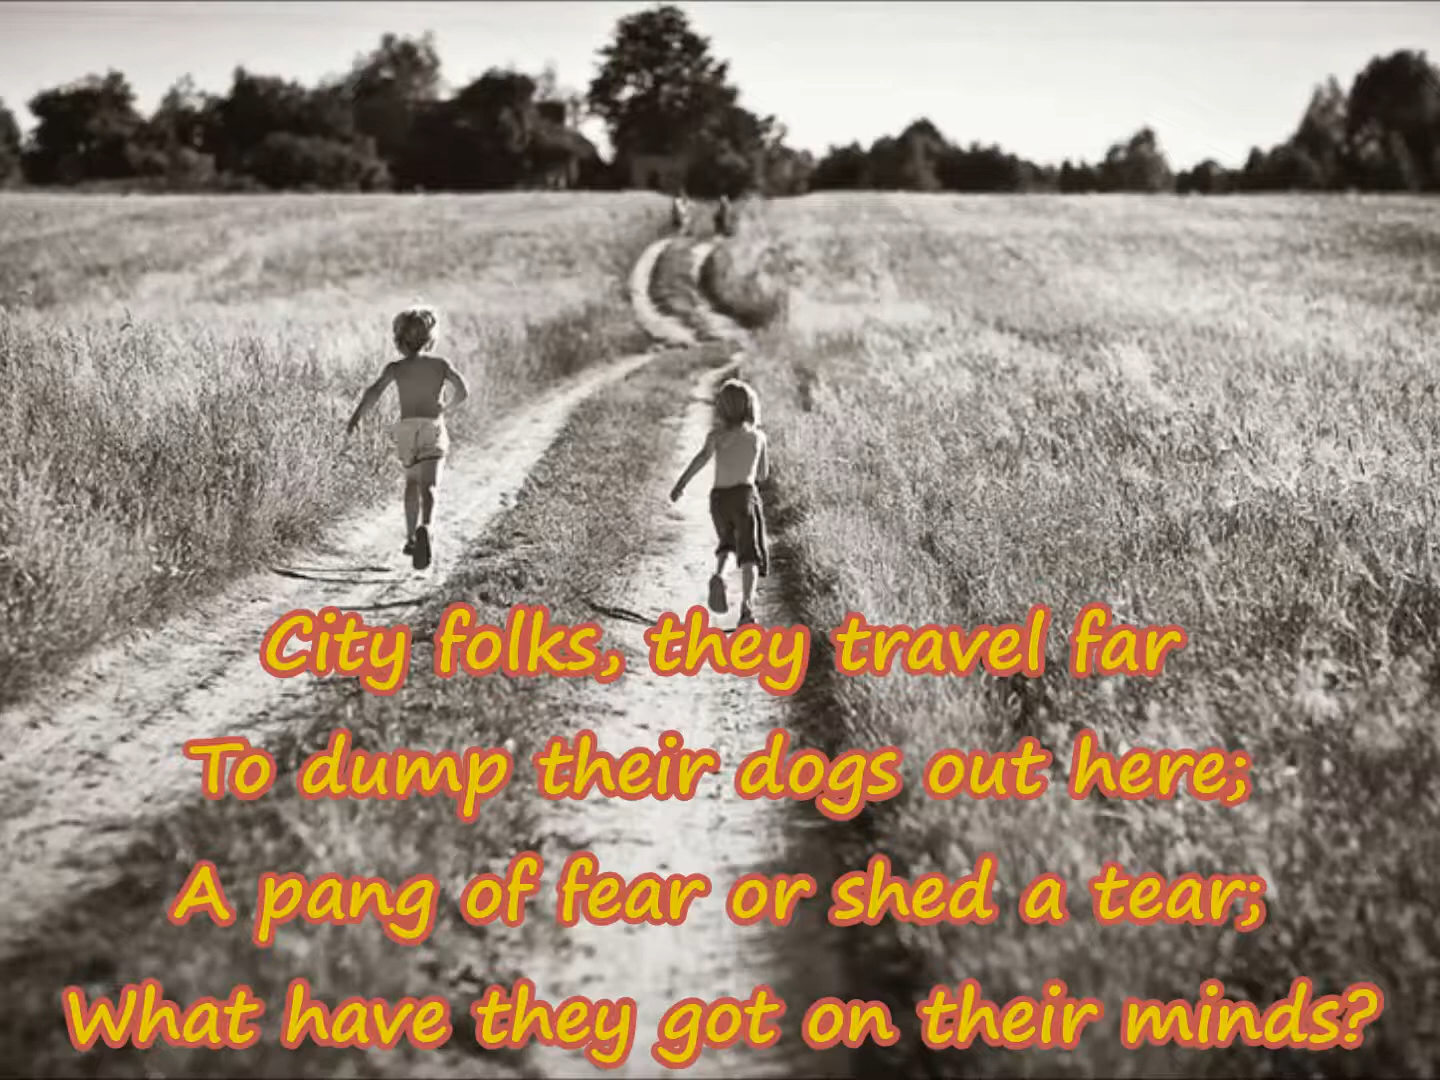 City folks, they travel far
To dump their dogs out here;
A pang of fear or shed a tear;
What have they got on their minds?